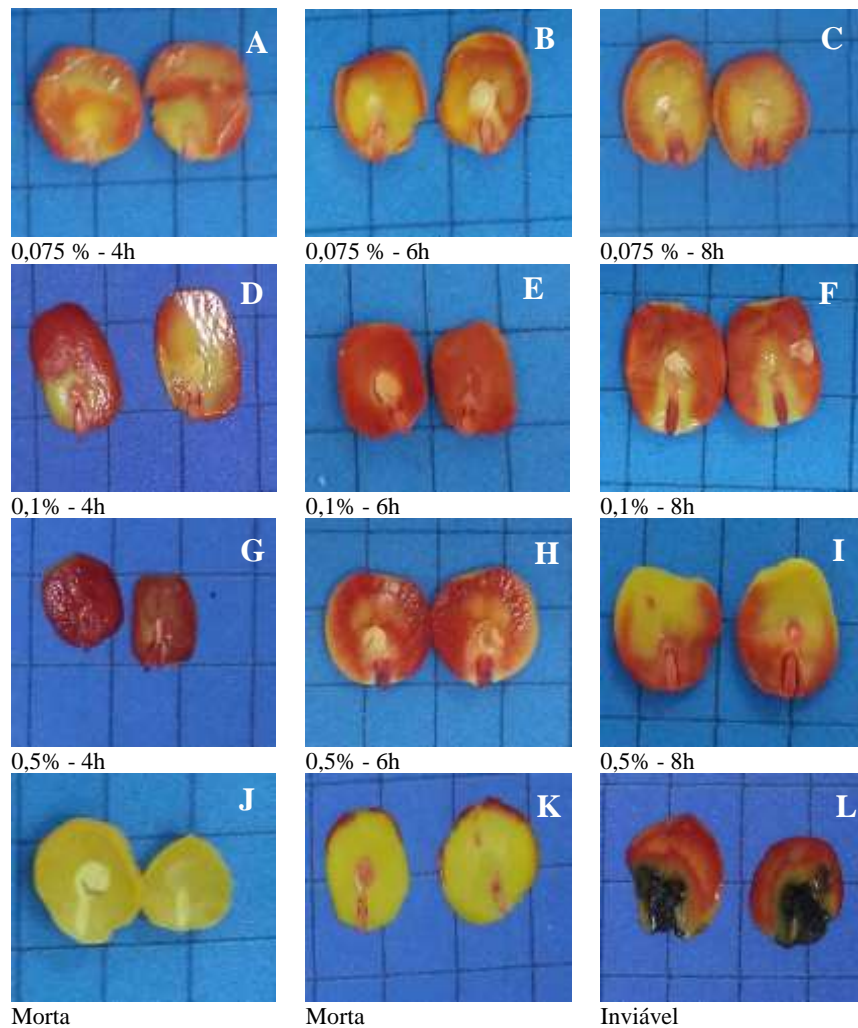 A
B
C
0,075 % - 4h
0,075 % - 6h
0,075 % - 8h
D
E
F
0,1% - 4h
0,1% - 6h
0,1% - 8h
G
H
I
0,5% - 4h
0,5% - 6h
0,5% - 8h
J
K
L
Morta
Morta
Inviável